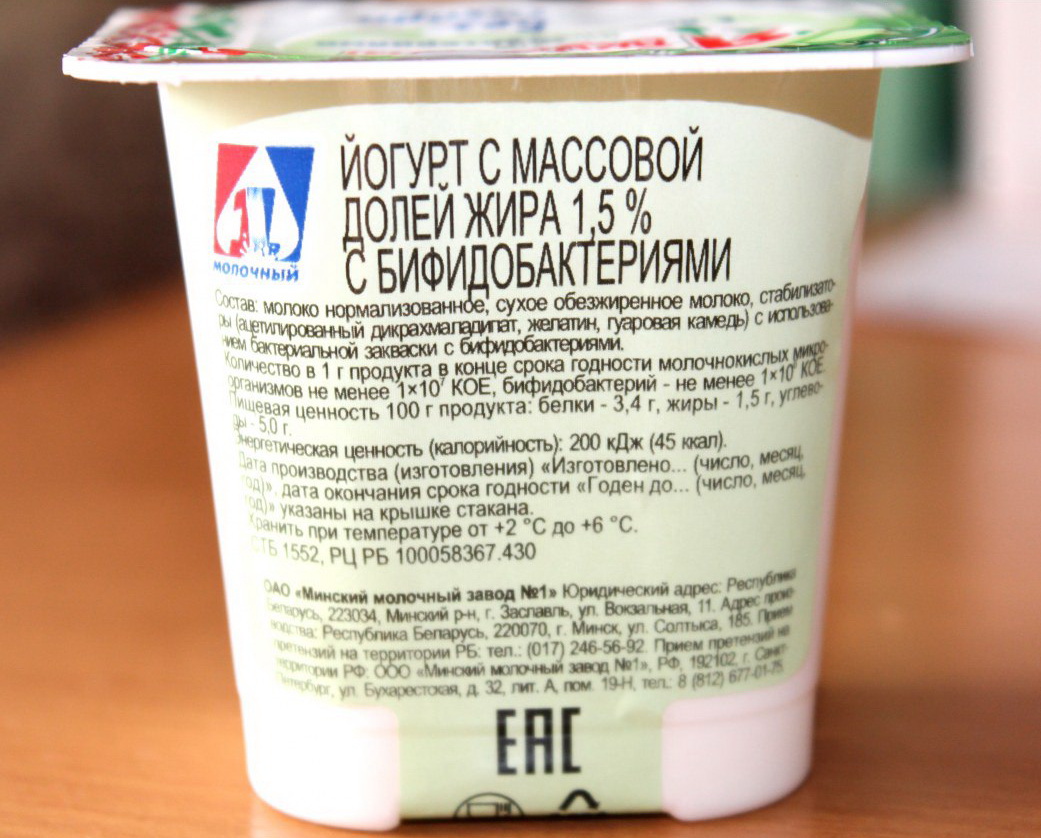 МОЛОЧНЫЙ
ЙОГУРТ С МАССОВОЙ
ДОЛЕЙ ЖИРА 1,5 %
С БИФИДОБАКТЕРИЯМИ
Состав: молоко нормализованное, сухое обезжиренное молоко, стабилизато-
ры (ацетилированный дикрахмаладипат, желатин, гуаровая камедь) с использова-
нием бактериальной закваски с бифидобактериями.
Количество в 1 г продукта в конце срока годности молочнокислых микро-
организмов не менее 1×10⁷ КОЕ, бифидобактерий - не менее 1×10⁷ КОЕ.
Пищевая ценность 100 г продукта: белки - 3,4 г, жиры - 1,5 г, углево-
ды - 5,0 г.
Энергетическая ценность (калорийность): 200 кДж (45 ккал).
Дата производства (изготовления) «Изготовлено... (число, месяц,
год)», дата окончания срока годности «Годен до... (число, месяц,
год)» указаны на крышке стакана.
Хранить при температуре от +2 °С до +6 °С.
СТБ 1552, РЦ РБ 100058367.430
ОАО «Минский молочный завод №1» Юридический адрес: Республика
Беларусь, 223034, Минский р-н, г. Заславль, ул. Вокзальная, 11. Адрес произ-
водства: Республика Беларусь, 220070, г. Минск, ул. Солтыса, 185. Прием
претензий на территории РБ: тел.: (017) 246-56-92. Прием претензий на
территории РФ: ООО «Минский молочный завод №1», РФ, 192102, г. Санкт-
Петербург, ул. Бухарестская, д. 32, лит. А, пом. 19-Н, тел.: 8 (812) 677-01-75.
ЕАС